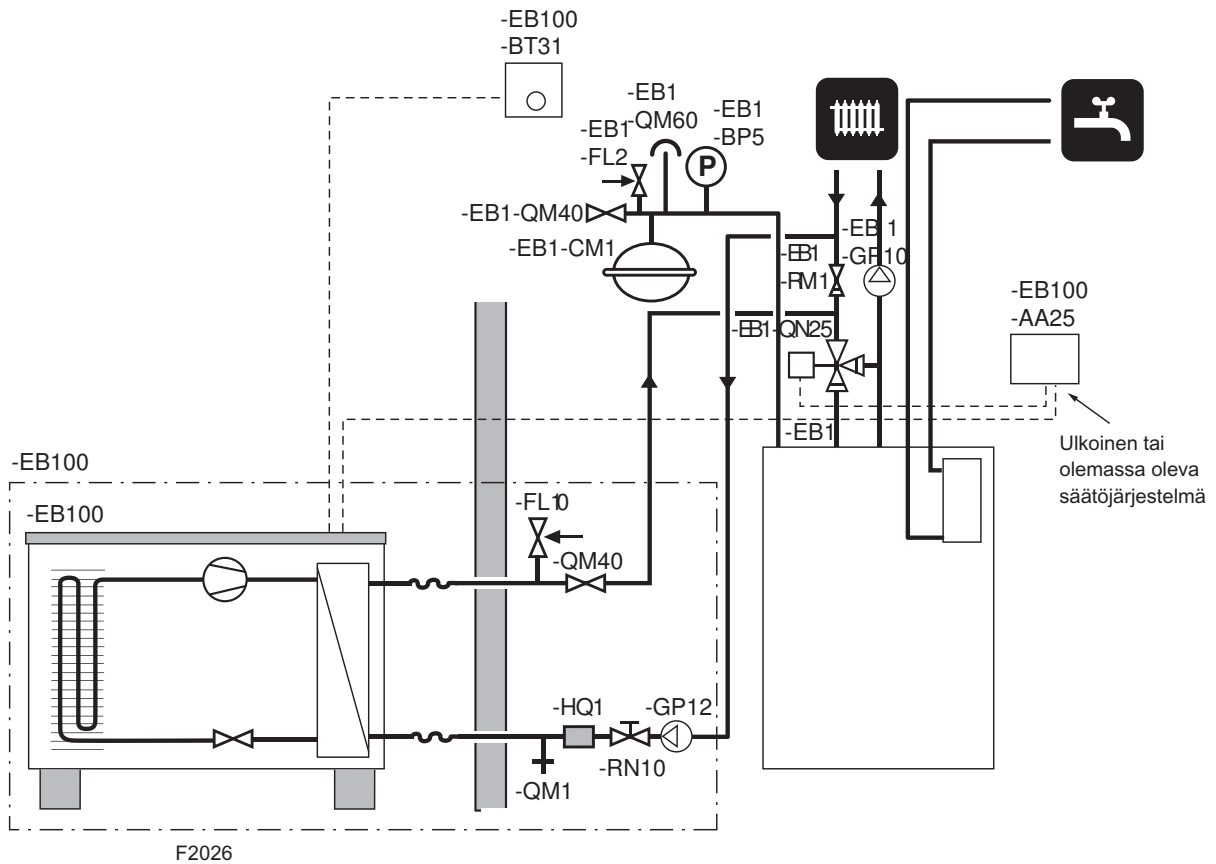 -EB100
-BT31
-EB1
-QM60
-EB1
-BP5
-EB1
-FL2
P
-EB1-QM40
-EB1-CM1
-EB1
-GP10
-EB1
-RM1
-EB1-QN25
-EB100
-AA25
-EB1
Ulkoinen tai
olemassa oleva
säätöjärjestelmä
-EB100
-EB100
-FL10
-QM40
-HQ1
-GP12
-RN10
-QM1
F2026